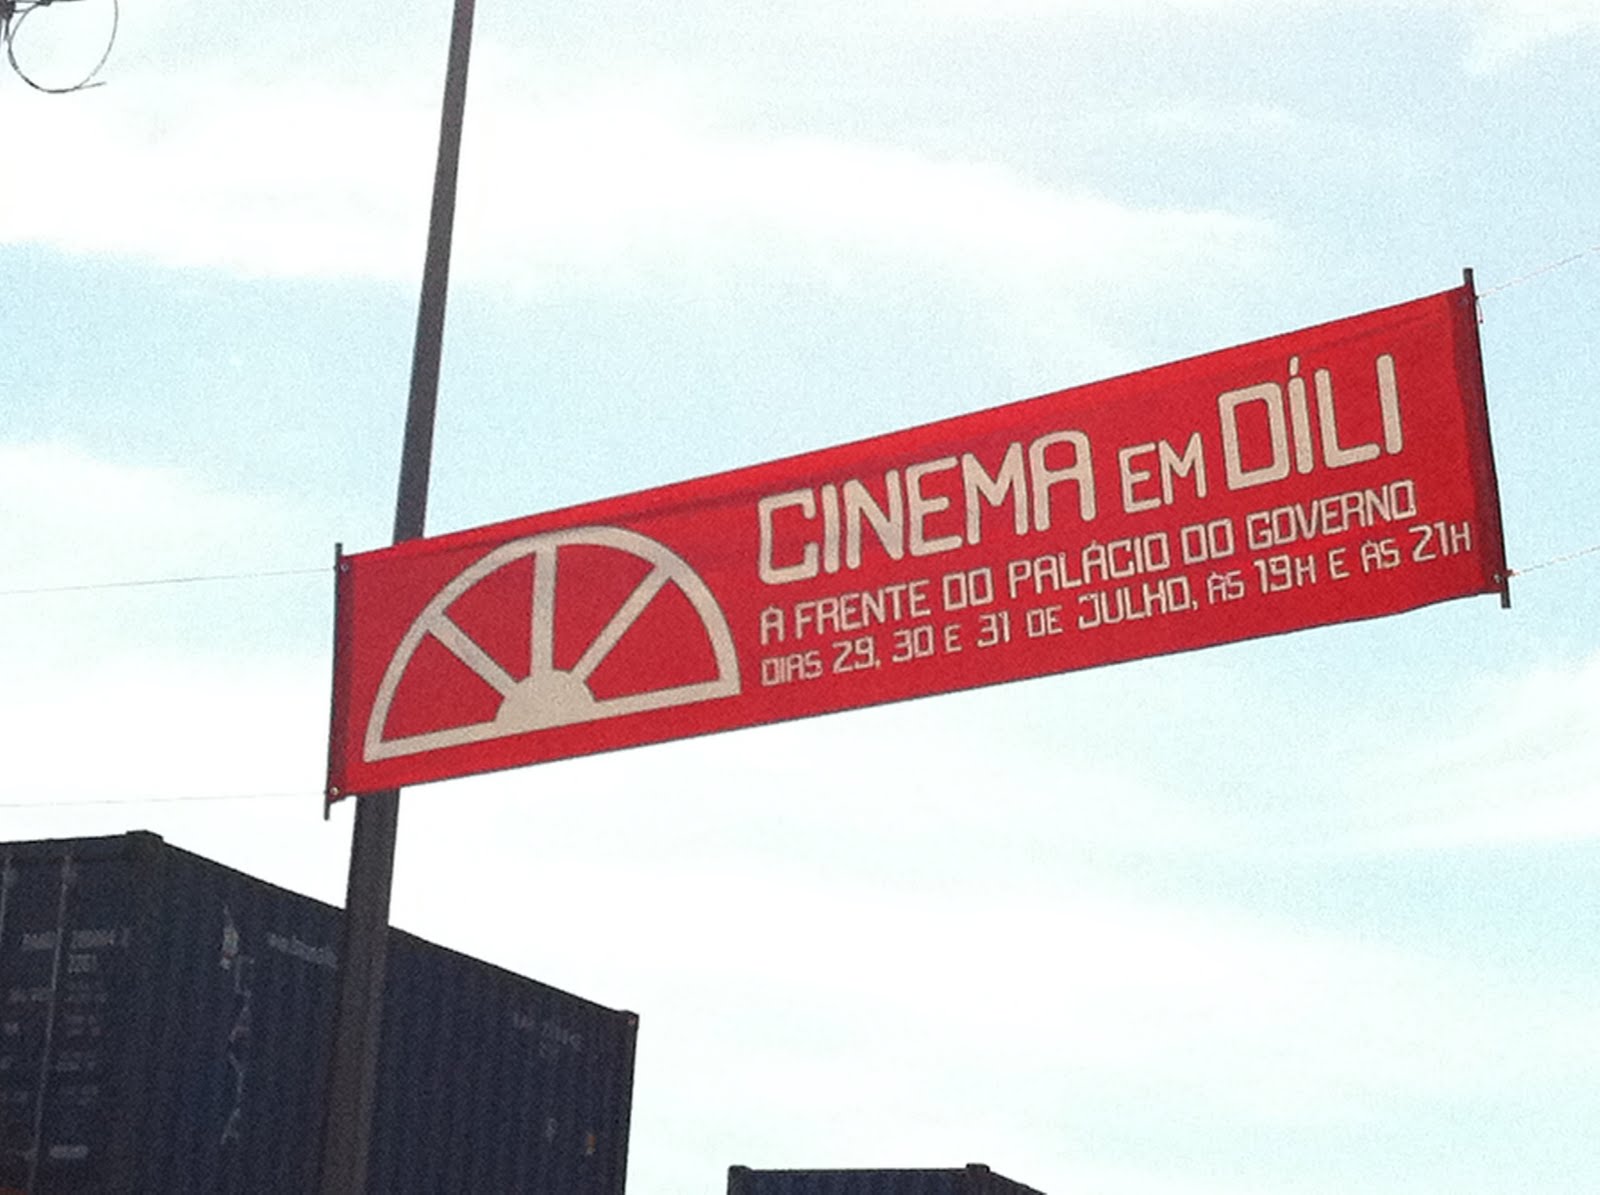 CINEMA EM DÍLI
À FRENTE DO PALÁCIO DO GOVERNO
DIAS 29, 30 E 31 DE JULHO, ÀS 19H E ÀS 21H